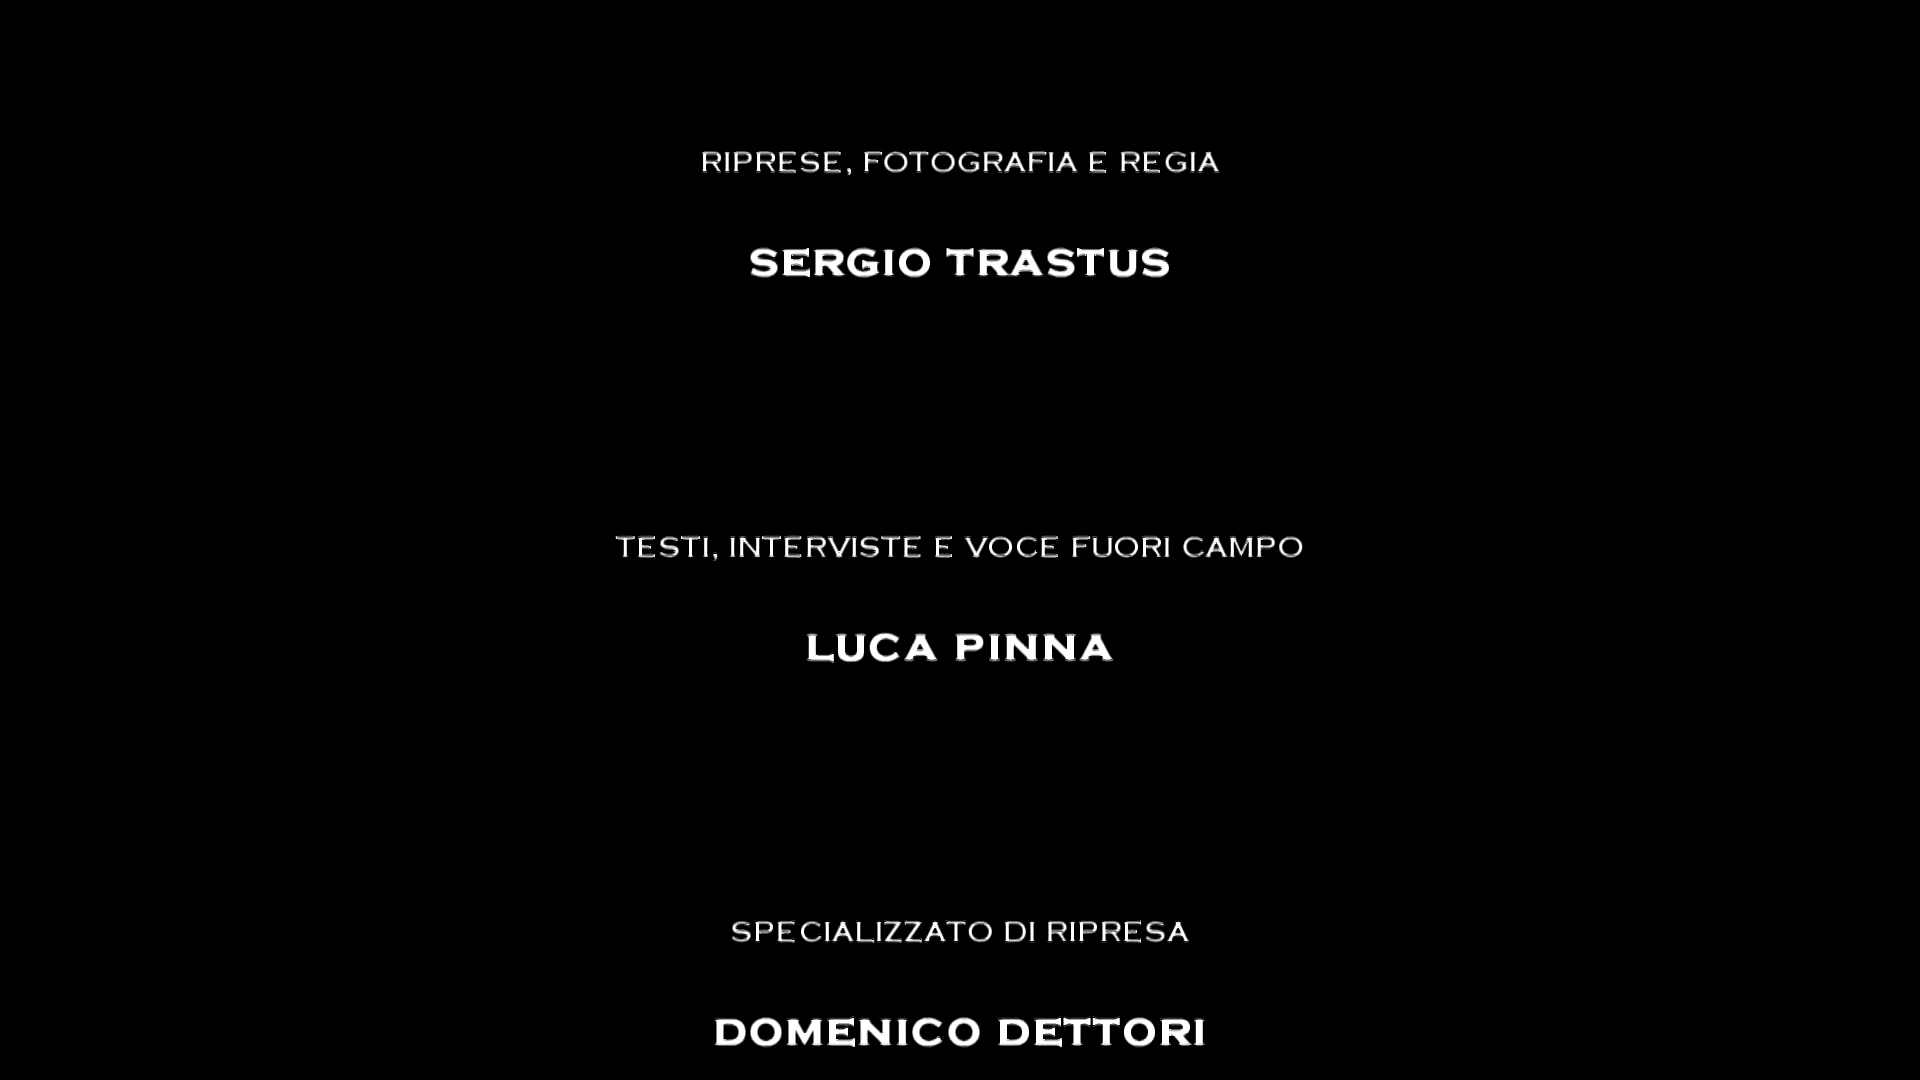 RIPRESE, FOTOGRAFIA E REGIA
SERGIO TRASTUS
TESTI, INTERVISTE E VOCE FUORI CAMPO
LUCA PINNA
SPECIALIZZATO DI RIPRESA
DOMENICO DETTORI